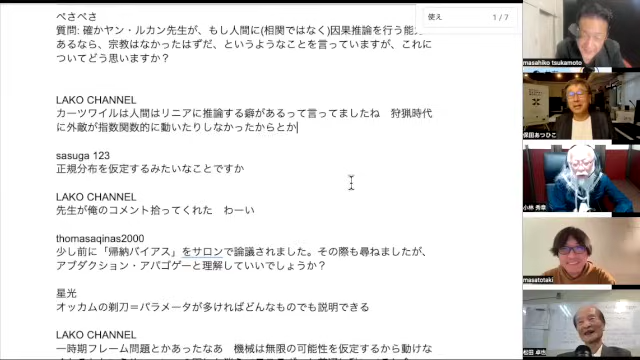 ぺさぺさ
質問: 確かヤン・ルカン先生が、もし人間に(相関ではなく)因果推論を行う能
あるなら、宗教はなかったはずだ、というようなことを言っていますが、これに
ついてどう思いますか？
LAKO CHANNEL
カーツワイルは人間はリニアに推論する癖があるって言ってましたね　狩猟時代
に外敵が指数関数的に動いたりしなかったからとか
sasuga 123
正規分布を仮定するみたいなことですか
LAKO CHANNEL
先生が俺のコメント拾ってくれた　わーい
thomasaqinas2000
少し前に「帰納バイアス」をサロンで論議されました。その際も尋ねましたが、
アブダクション・アパゴゲーと理解していいでしょうか？
星光
オッカムの剃刀＝パラメータが多ければどんなものでも説明できる
LAKO CHANNEL
一時期フレーム問題とかあったなあ　機械は無限の可能性を仮定するから動けな
使え
1 / 7
masahiko tsukamoto
保田あつひこ
小林 秀章
masatotaki
松田 卓也